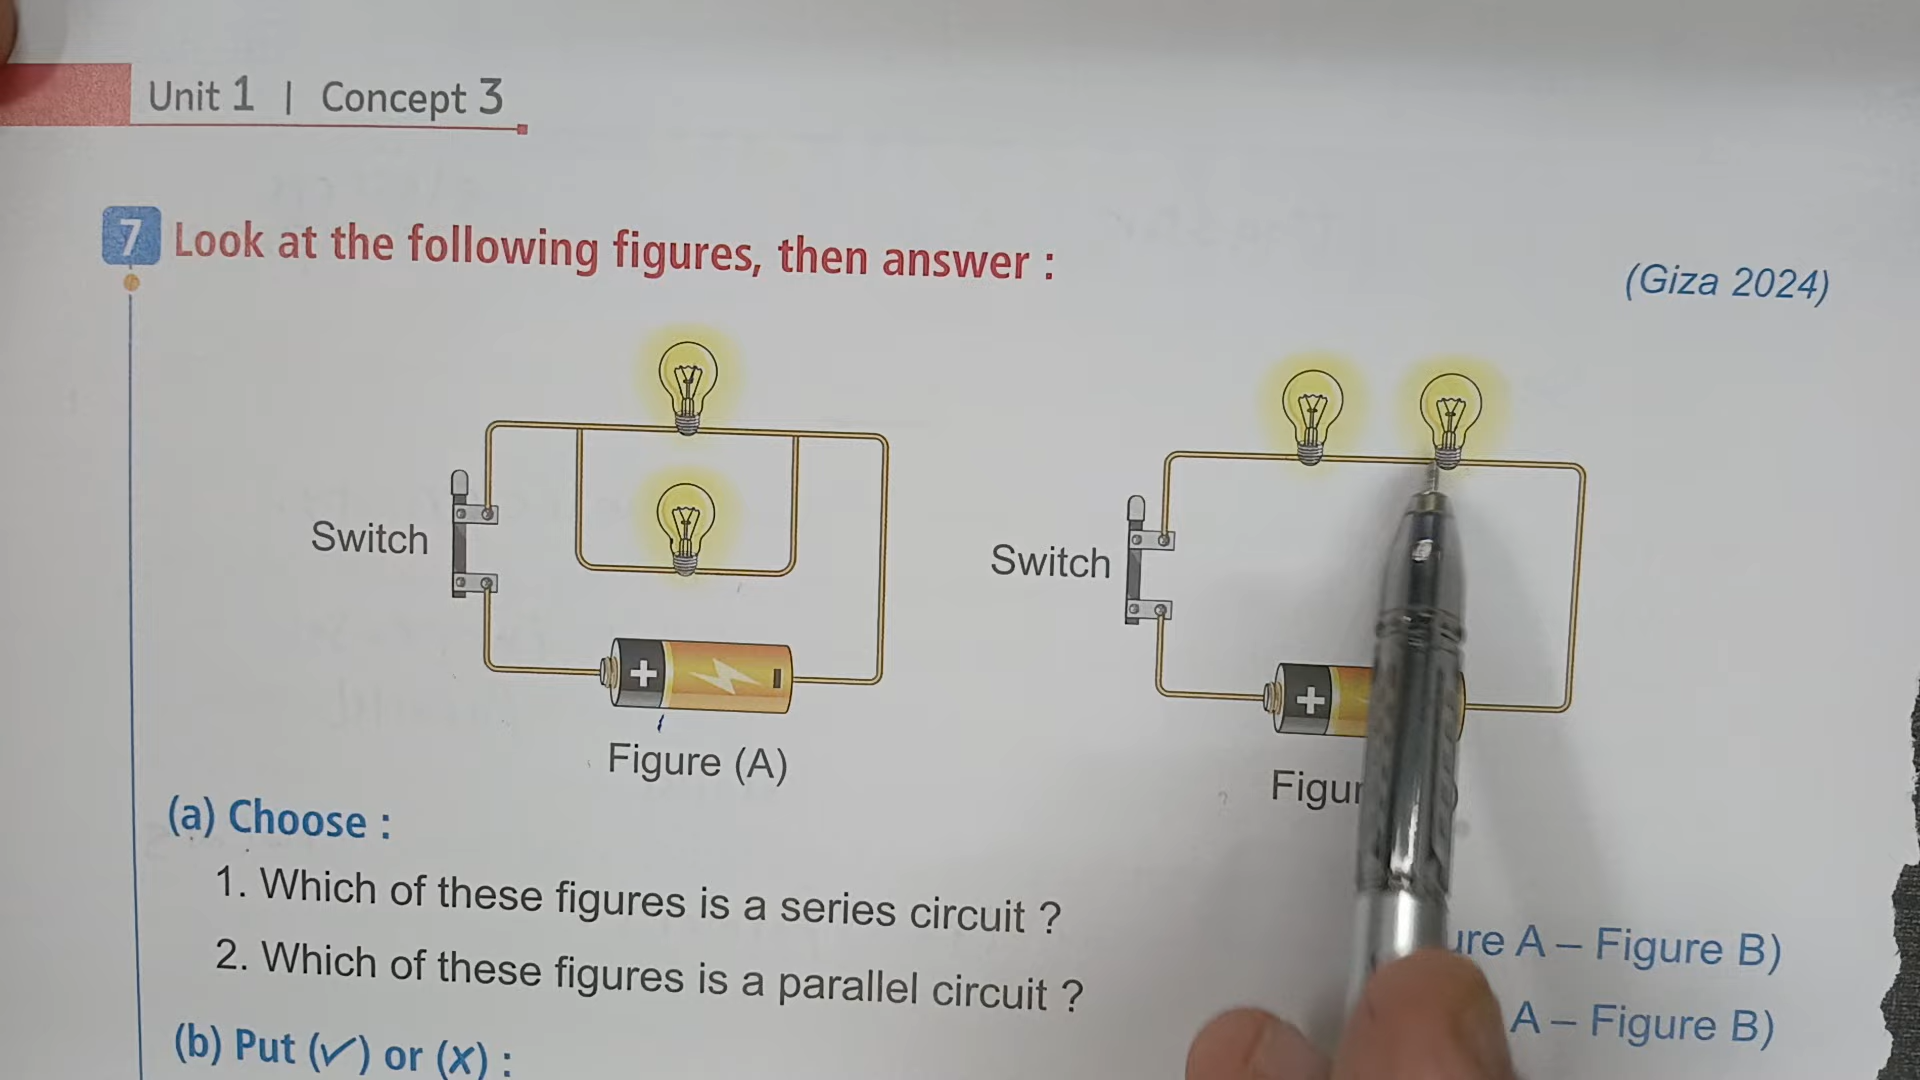 Unit 1 | Concept 3
7 Look at the following figures, then answer :
(Giza 2024)
Switch
Switch
+
-
+
Figure (A)
(a) Choose :
1. Which of these figures is a series circuit ?
A – Figure B)
2. Which of these figures is a parallel circuit ?
A – Figure B)
(b) Put (✓) or (x) :